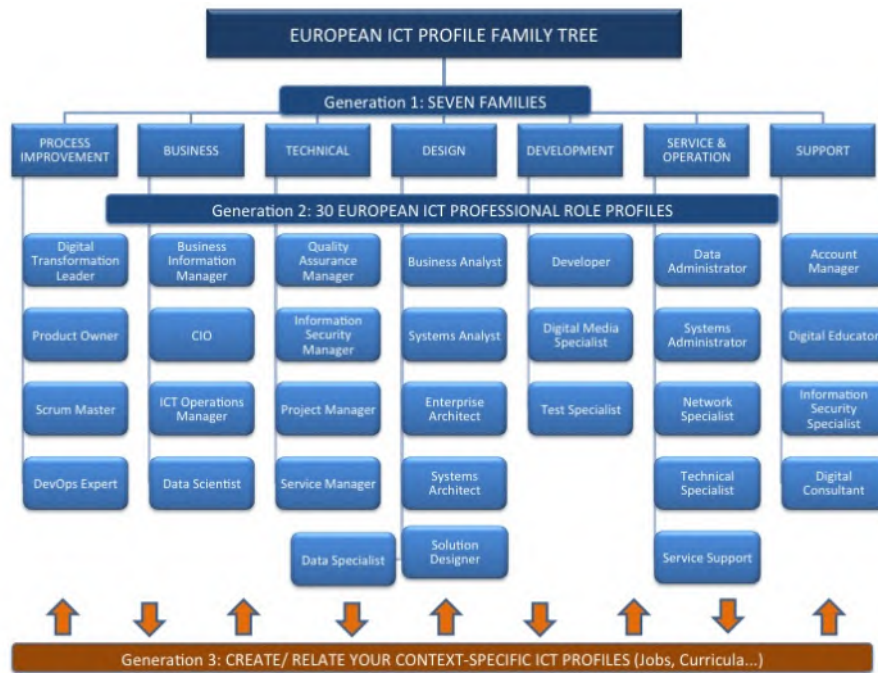 EUROPEAN ICT PROFILE FAMILY TREE
Generation 1: SEVEN FAMILIES
PROCESS
IMPROVEMENT
BUSINESS
TECHNICAL
DESIGN
DEVELOPMENT
SERVICE &
OPERATION
SUPPORT
Generation 2: 30 EUROPEAN ICT PROFESSIONAL ROLE PROFILES
Digital
Transformation
Leader
Business
Information
Manager
Quality
Assurance
Manager
Business Analyst
Developer
Data
Administrator
Account
Manager
Product Owner
CIO
Information
Security
Manager
Systems Analyst
Digital Media
Specialist
Systems
Administrator
Digital Educator
Scrum Master
ICT Operations
Manager
Project Manager
Enterprise
Architect
Test Specialist
Network
Specialist
Information
Security
Specialist
DevOps Expert
Data Scientist
Service Manager
Systems
Architect
Technical
Specialist
Digital
Consultant
Data Specialist
Solution
Designer
Service Support
Generation 3: CREATE/ RELATE YOUR CONTEXT-SPECIFIC ICT PROFILES (Jobs, Curricula...)